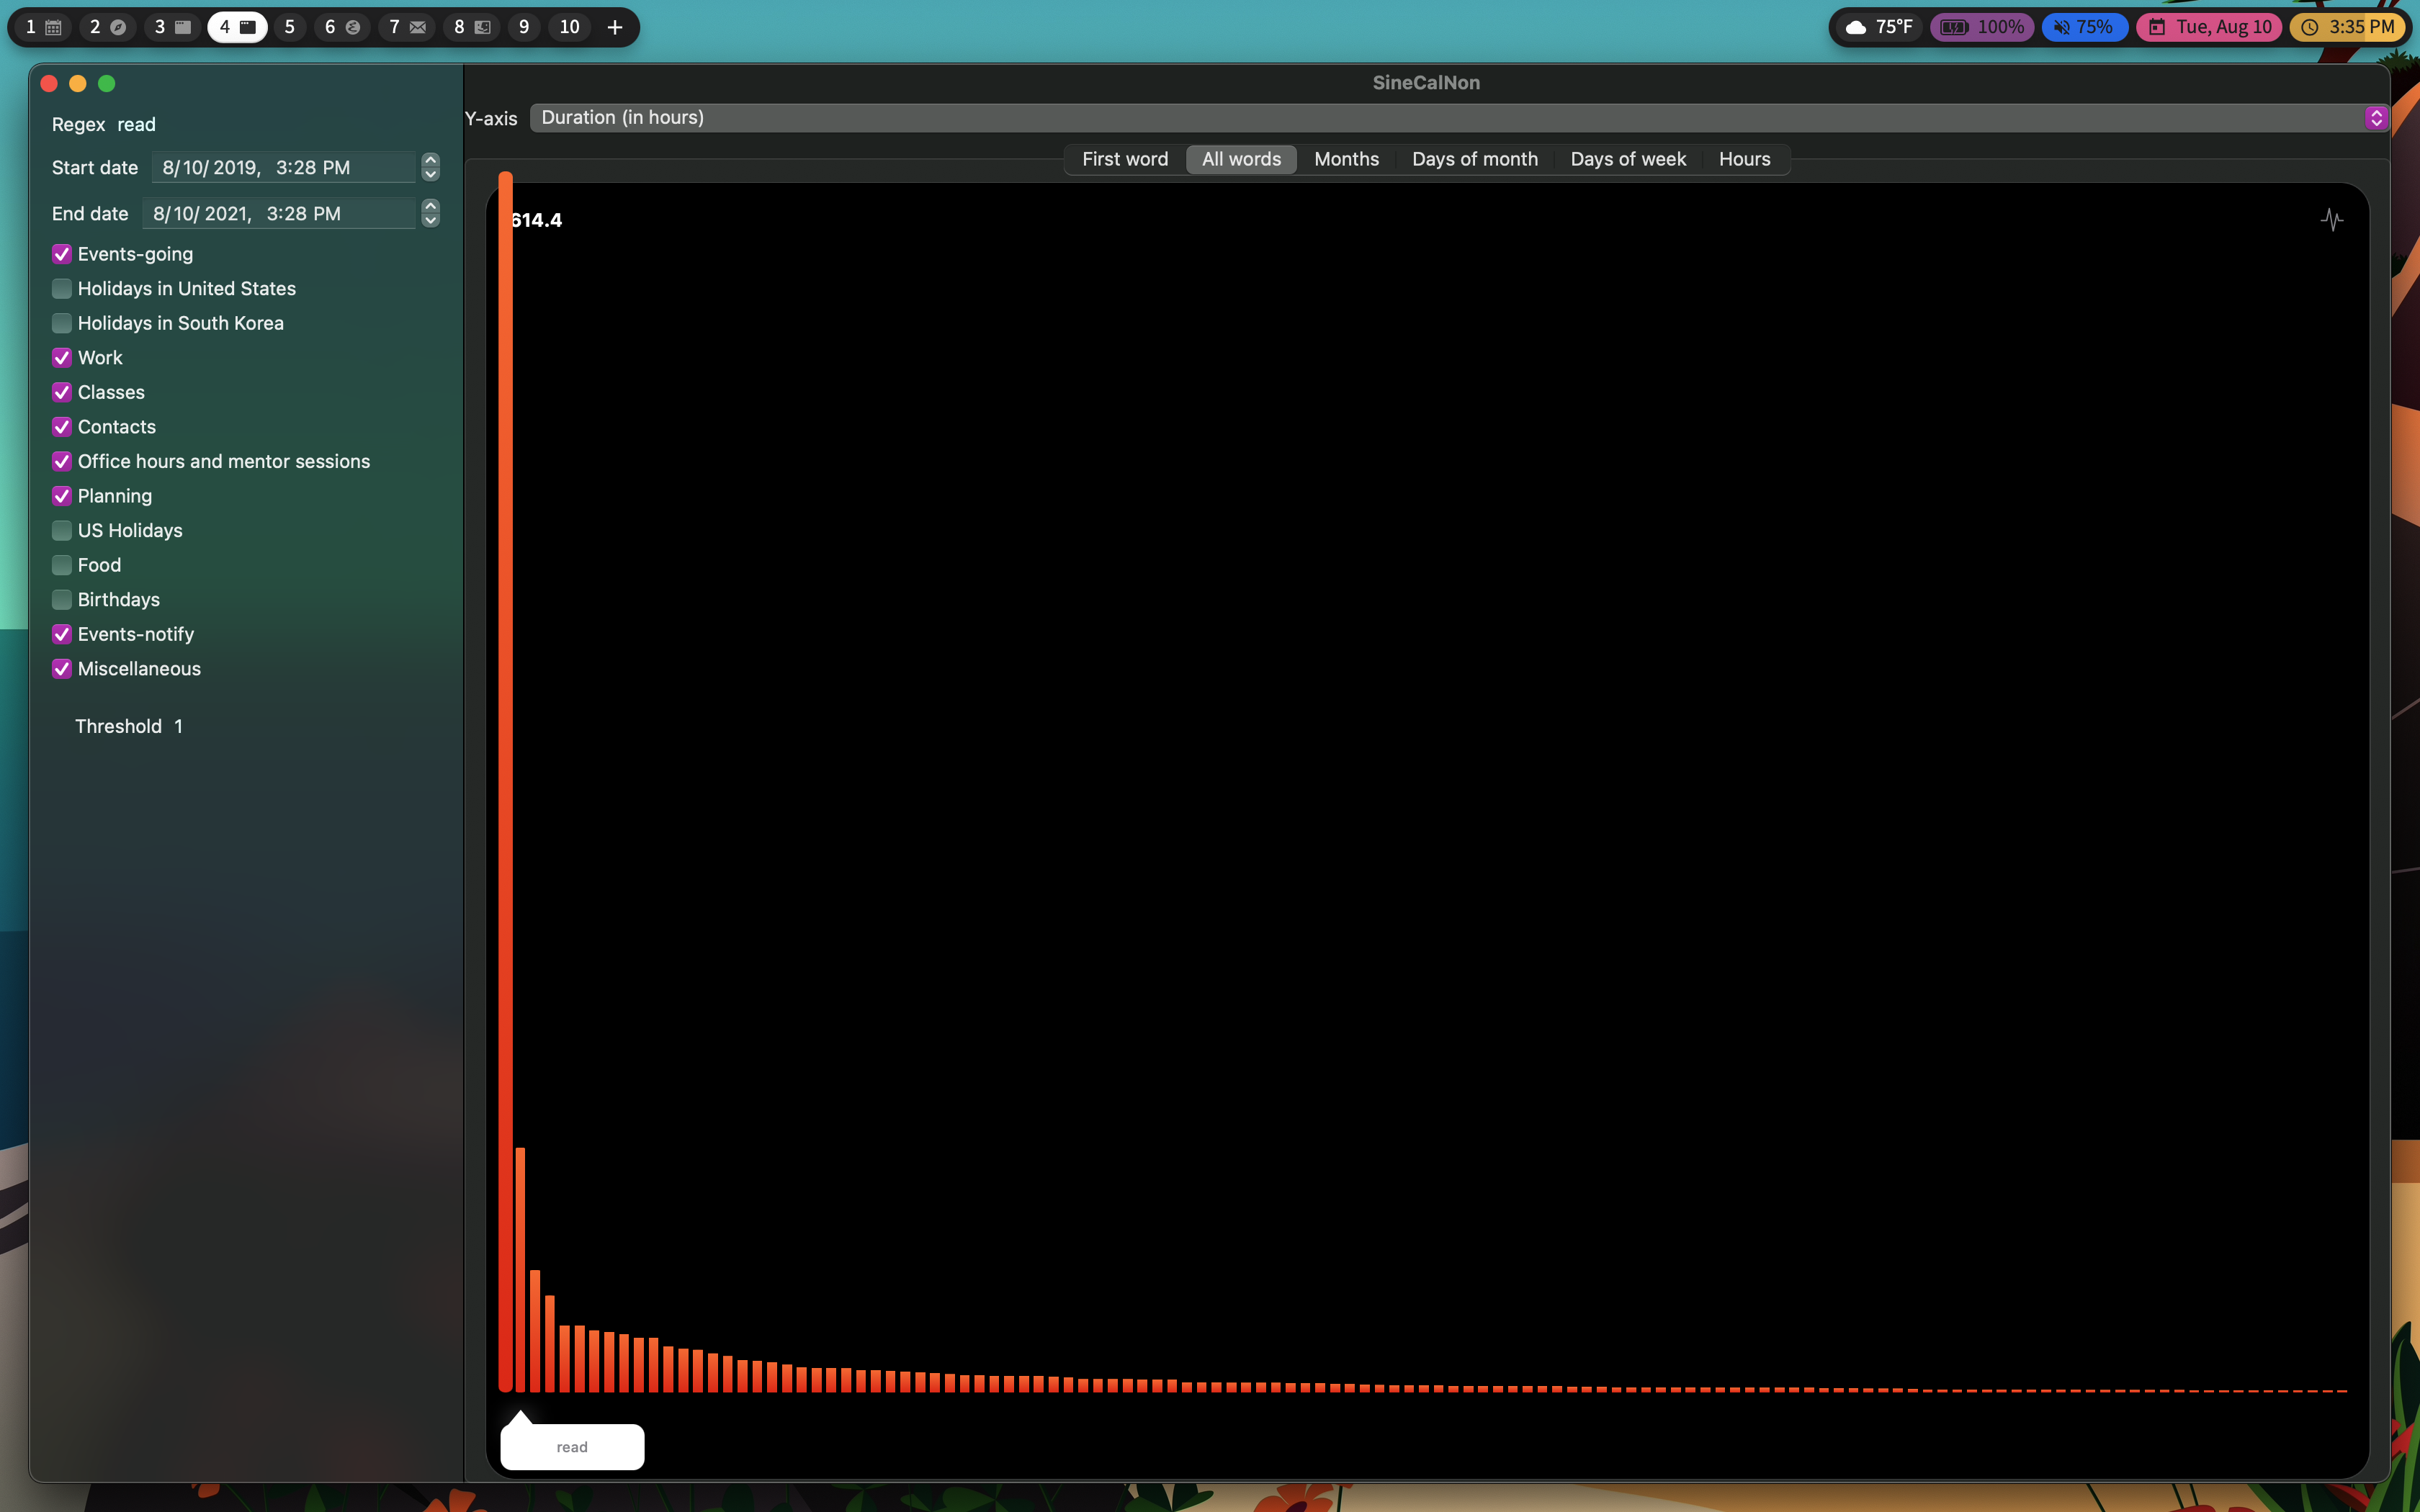 1 2 3 4 5 6 7 8 9 10 +
75°F 100% 75% Tue, Aug 10 3:35 PM
SineCalNon
Regex read
Start date 8/10/2019, 3:28 PM
End date 8/10/2021, 3:28 PM
Events-going
Holidays in United States
Holidays in South Korea
Work
Classes
Contacts
Office hours and mentor sessions
Planning
US Holidays
Food
Birthdays
Events-notify
Miscellaneous
Threshold 1
Y-axis Duration (in hours)
First word All words Months Days of month Days of week Hours
614.4
read